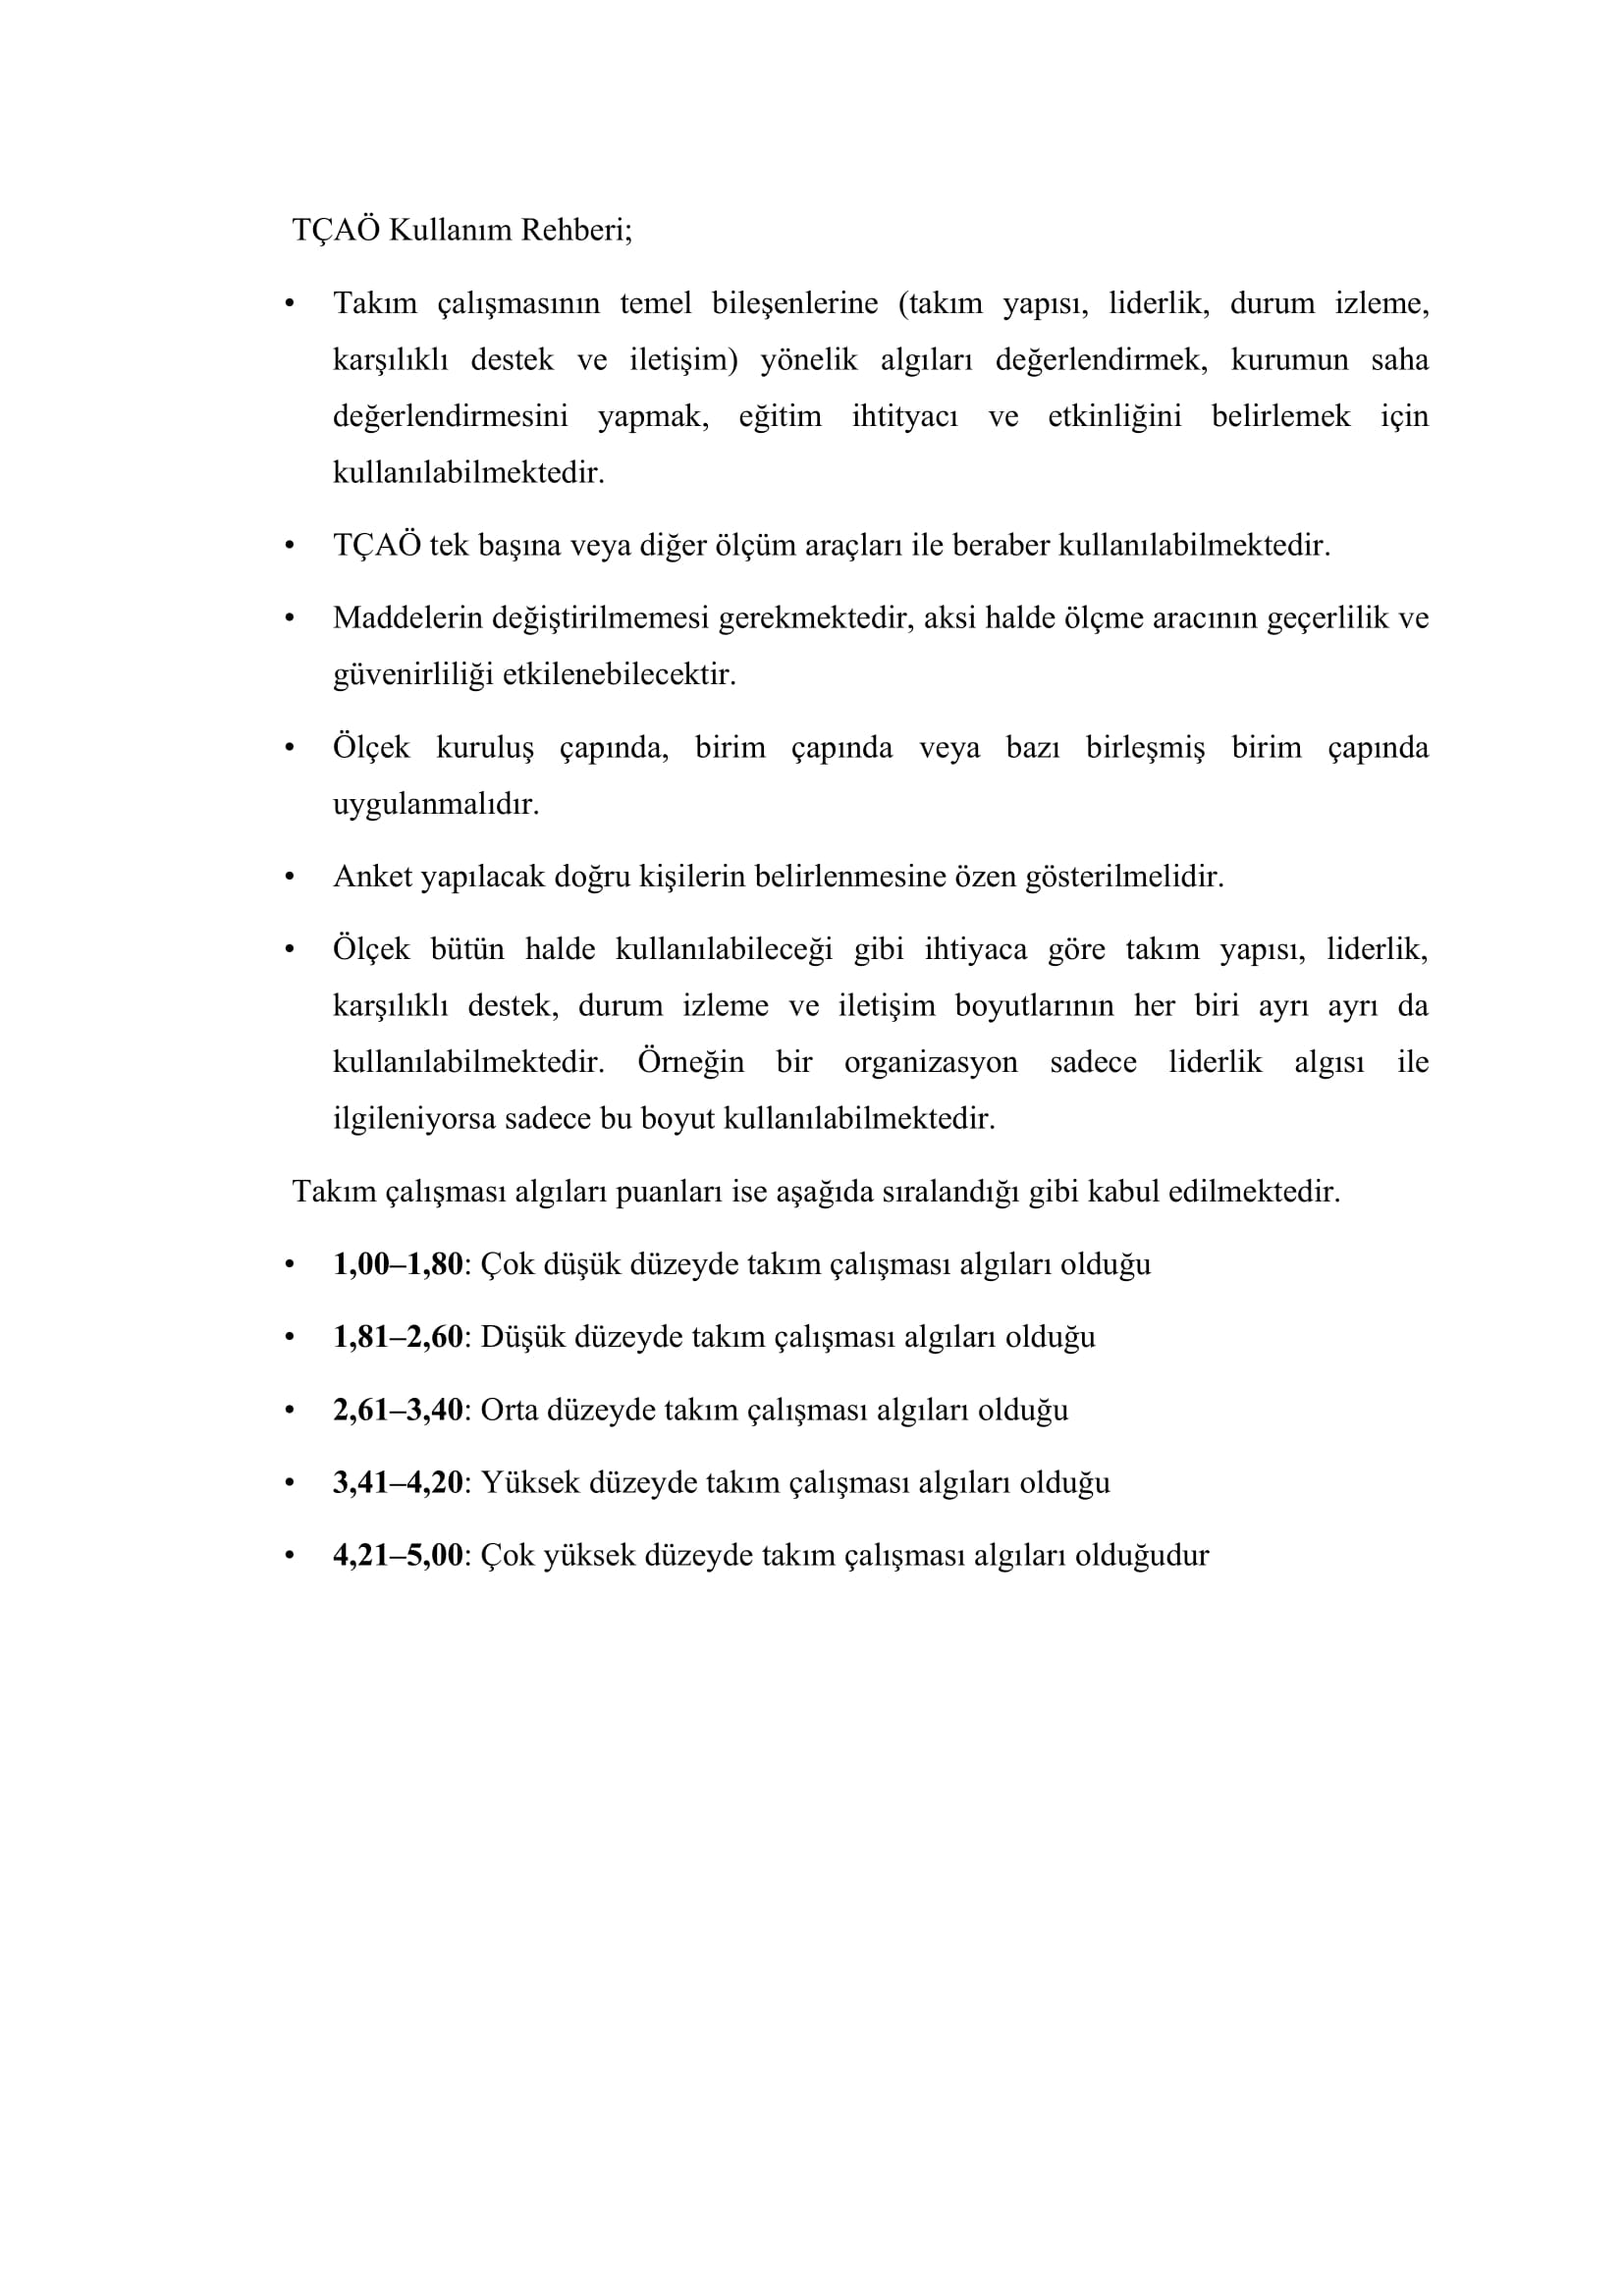 TÇAÖ Kullanım Rehberi;
• Takım çalışmasının temel bileşenlerine (takım yapısı, liderlik, durum izleme,
karşılıklı destek ve iletişim) yönelik algıları değerlendirmek, kurumun saha
değerlendirmesini yapmak, eğitim ihtityacı ve etkinliğini belirlemek için
kullanılabilmektedir.
• TÇAÖ tek başına veya diğer ölçüm araçları ile beraber kullanılabilmektedir.
• Maddelerin değiştirilmemesi gerekmektedir, aksi halde ölçme aracının geçerlilik ve
güvenirliliği etkilenebilecektir.
• Ölçek kuruluş çapında, birim çapında veya bazı birleşmiş birim çapında
uygulanmalıdır.
• Anket yapılacak doğru kişilerin belirlenmesine özen gösterilmelidir.
• Ölçek bütün halde kullanılabileceği gibi ihtiyaca göre takım yapısı, liderlik,
karşılıklı destek, durum izleme ve iletişim boyutlarının her biri ayrı ayrı da
kullanılabilmektedir. Örneğin bir organizasyon sadece liderlik algısı ile
ilgileniyorsa sadece bu boyut kullanılabilmektedir.
Takım çalışması algıları puanları ise aşağıda sıralandığı gibi kabul edilmektedir.
• 1,00–1,80: Çok düşük düzeyde takım çalışması algıları olduğu
• 1,81–2,60: Düşük düzeyde takım çalışması algıları olduğu
• 2,61–3,40: Orta düzeyde takım çalışması algıları olduğu
• 3,41–4,20: Yüksek düzeyde takım çalışması algıları olduğu
• 4,21–5,00: Çok yüksek düzeyde takım çalışması algıları olduğudur